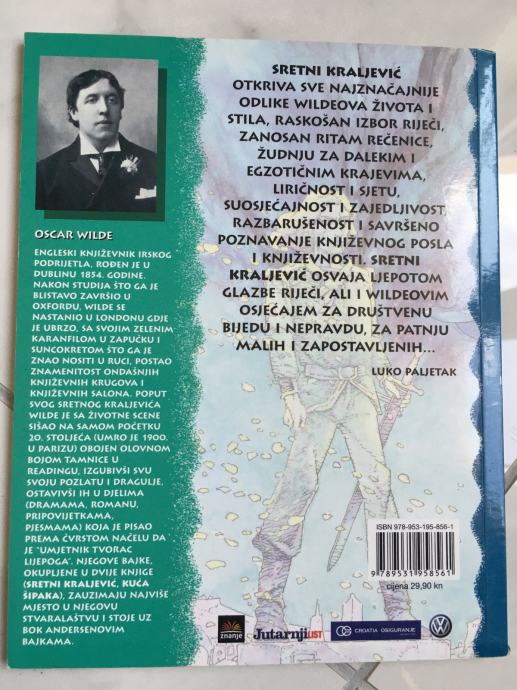 OSCAR WILDE
ENGLESKI KNJIŽEVNIK IRSKOG
PODRIJETLA, ROĐEN JE U
DUBLINU 1854. GODINE.
NAKON STUDIJA ŠTO GA JE
BLISTAVO ZAVRŠIO U
OXFORDU, WILDE SE
NASTANIO U LONDONU GDJE
JE UBRZO, SA SVOJIM ZELENIM
KARANFILOM U ZAPUČKU I
SUNCOKRETOM ŠTO GA JE
ZNAO NOSITI U RUCI, POSTAO
ZNAMENITOST ONDAŠNJIH
KNJIŽEVNIH KRUGOVA I
KNJIŽEVNIH SALONA. POPUT
SVOG SRETNOG KRALJEVIĆA
WILDE JE SA ŽIVOTNE SCENE
SIŠAO NA SAMOM POČETKU
20. STOLJEĆA (UMRO JE 1900.
U PARIZU) OBOJEN OLOVNOM
BOJOM TAMNICE U
READINGU, IZGUBIVŠI SVU
SVOJU POZLATU I DRAGULJE,
OSTAVIVŠI IH U DJELIMA
(DRAMAMA, ROMANU,
PRIPOVIJETKAMA,
PJESMAMA) KOJA JE PISAO
PREMA ČVRSTOM NAČELU DA
JE "UMJETNIK TVORAC
LIJEPOGA". NJEGOVE BAJKE,
OKUPLJENE U DVIJE KNJIGE
(SRETNI KRALJEVIĆ, KUĆA
ŠIPAKA), ZAUZIMAJU NAJVIŠE
MJESTO U NJEGOVU
STVARALAŠTVU I STOJE UZ
BOK ANDERSENOVIM
BAJKAMA.
SRETNI KRALJEVIĆ
OTKRIVA SVE NAJZNAČAJNIJE
ODLIKE WILDEOVA ŽIVOTA I
STILA, RASKOŠAN IZBOR RIJEČI,
ZANOSAN RITAM REČENICE,
ŽUDNJU ZA DALEKIM I
EGZOTIČNIM KRAJEVIMA,
LIRIČNOST I SJETU,
SUOSJEĆAJNOST I ZAJEDLJIVOST,
RAZBARUŠENOST I SAVRŠENO
POZNAVANJE KNJIŽEVNOG POSLA
I KNJIŽEVNOSTI. SRETNI
KRALJEVIĆ OSVAJA LJEPOTOM
GLAZBE RIJEČI, ALI I WILDEOVIM
OSJEĆAJEM ZA DRUŠTVENU
BIJEDU I NEPRAVDU, ZA PATNJU
MALIH I ZAPOSTAVLJENIH...
LUKO PALJETAK
ISBN 978-953-195-856-1
9 789531 958561
cijena 29,90 kn
znanje
Jutarnji LIST
CROATIA OSIGURANJE